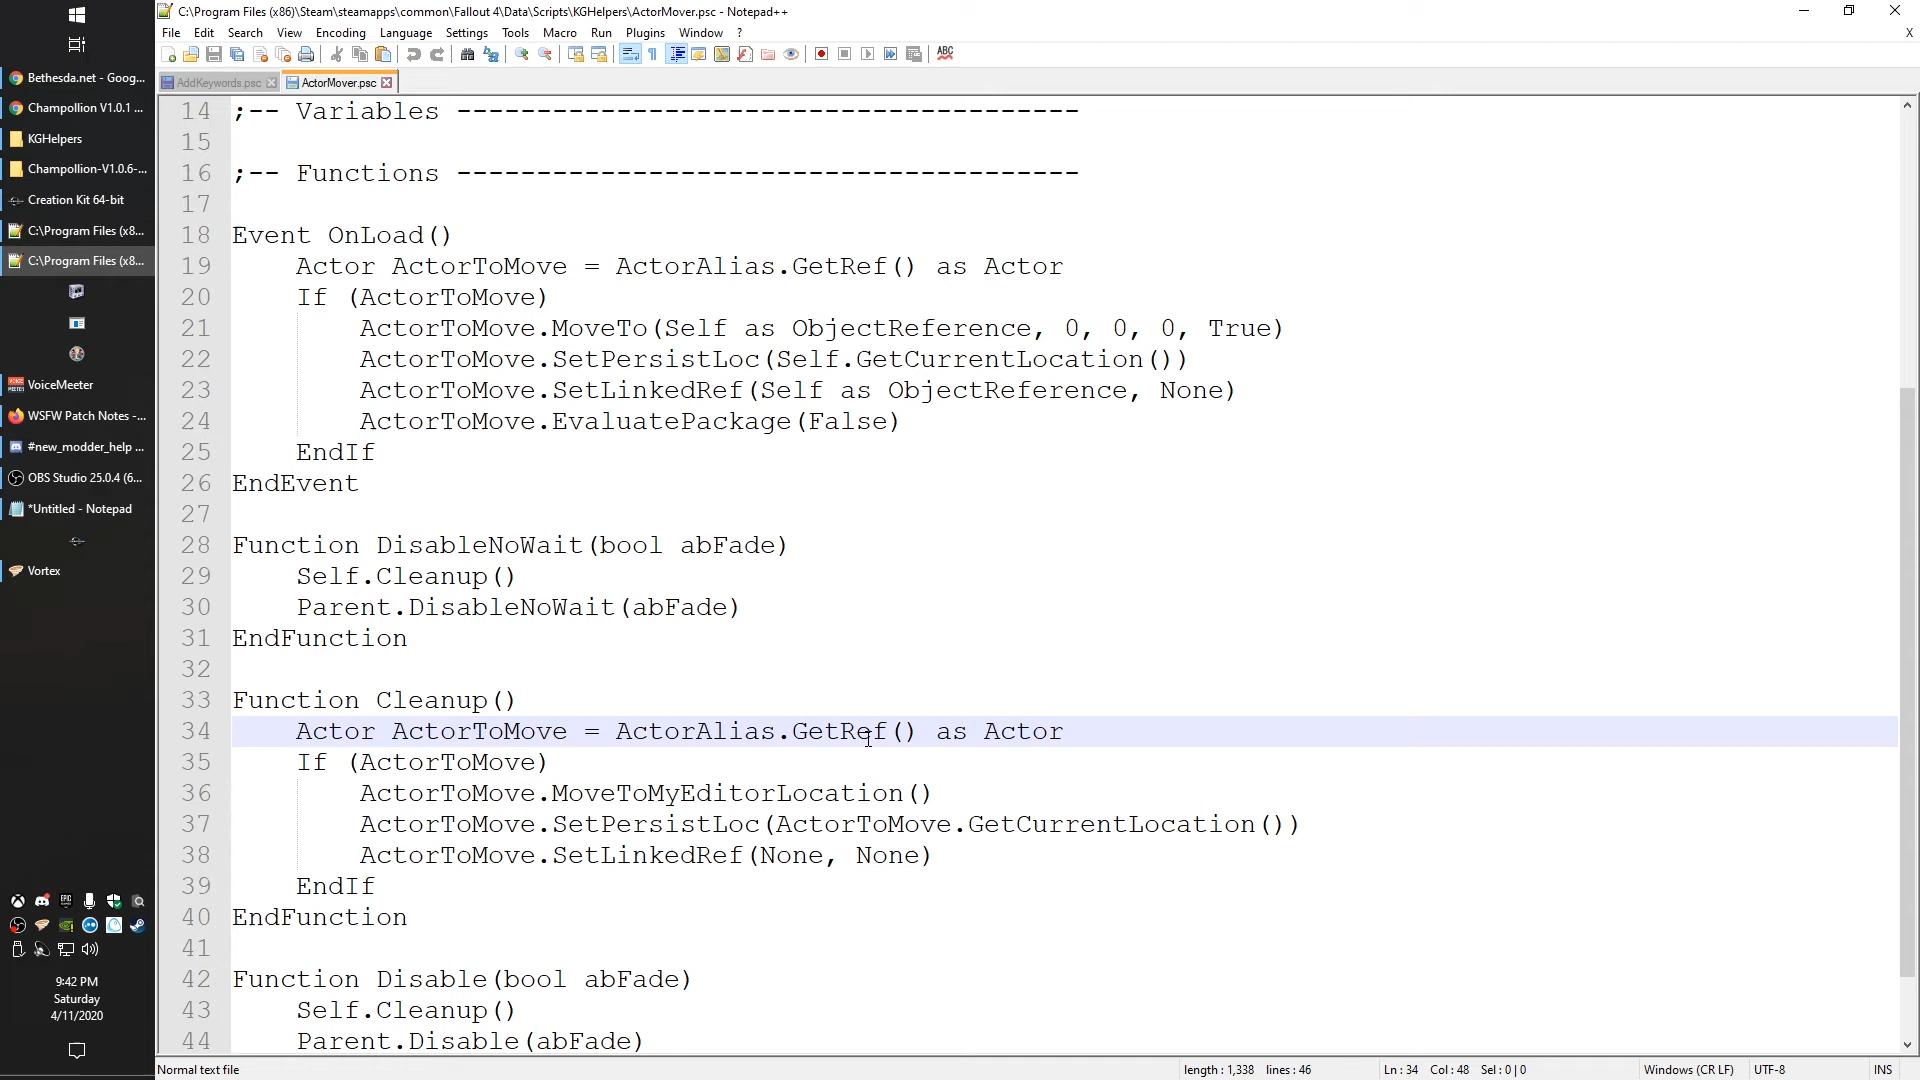 C:\Program Files (x86)\Steam\steamapps\common\Fallout 4\Data\Scripts\KGHelpers\ActorMover.psc - Notepad++
File Edit Search View Encoding Language Settings Tools Macro Run Plugins Window ? X
ABC
AddKeywords.psc ActorMover.psc
Bethesda.net - Goog...
Champollion V1.0.1 ...
KGHelpers
Champollion-V1.0.6-...
Creation Kit 64-bit
C:\Program Files (x8...
C:\Program Files (x8...
VoiceMeeter
WSFW Patch Notes -...
#new_modder_help ...
OBS Studio 25.0.4 (6...
*Untitled - Notepad
Vortex
9:42 PM
Saturday
4/11/2020
14 ;-- Variables ---------------------------------------
15
16 ;-- Functions ---------------------------------------
17
18 Event OnLoad()
19 Actor ActorToMove = ActorAlias.GetRef() as Actor
20 If (ActorToMove)
21 ActorToMove.MoveTo(Self as ObjectReference, 0, 0, 0, True)
22 ActorToMove.SetPersistLoc(Self.GetCurrentLocation())
23 ActorToMove.SetLinkedRef(Self as ObjectReference, None)
24 ActorToMove.EvaluatePackage(False)
25 EndIf
26 EndEvent
27
28 Function DisableNoWait(bool abFade)
29 Self.Cleanup()
30 Parent.DisableNoWait(abFade)
31 EndFunction
32
33 Function Cleanup()
34 Actor ActorToMove = ActorAlias.GetRef() as Actor
35 If (ActorToMove)
36 ActorToMove.MoveToMyEditorLocation()
37 ActorToMove.SetPersistLoc(ActorToMove.GetCurrentLocation())
38 ActorToMove.SetLinkedRef(None, None)
39 EndIf
40 EndFunction
41
42 Function Disable(bool abFade)
43 Self.Cleanup()
44 Parent.Disable(abFade)
Normal text file length : 1,338 lines : 46 Ln : 34 Col : 48 Sel : 0 | 0 Windows (CR LF) UTF-8 INS